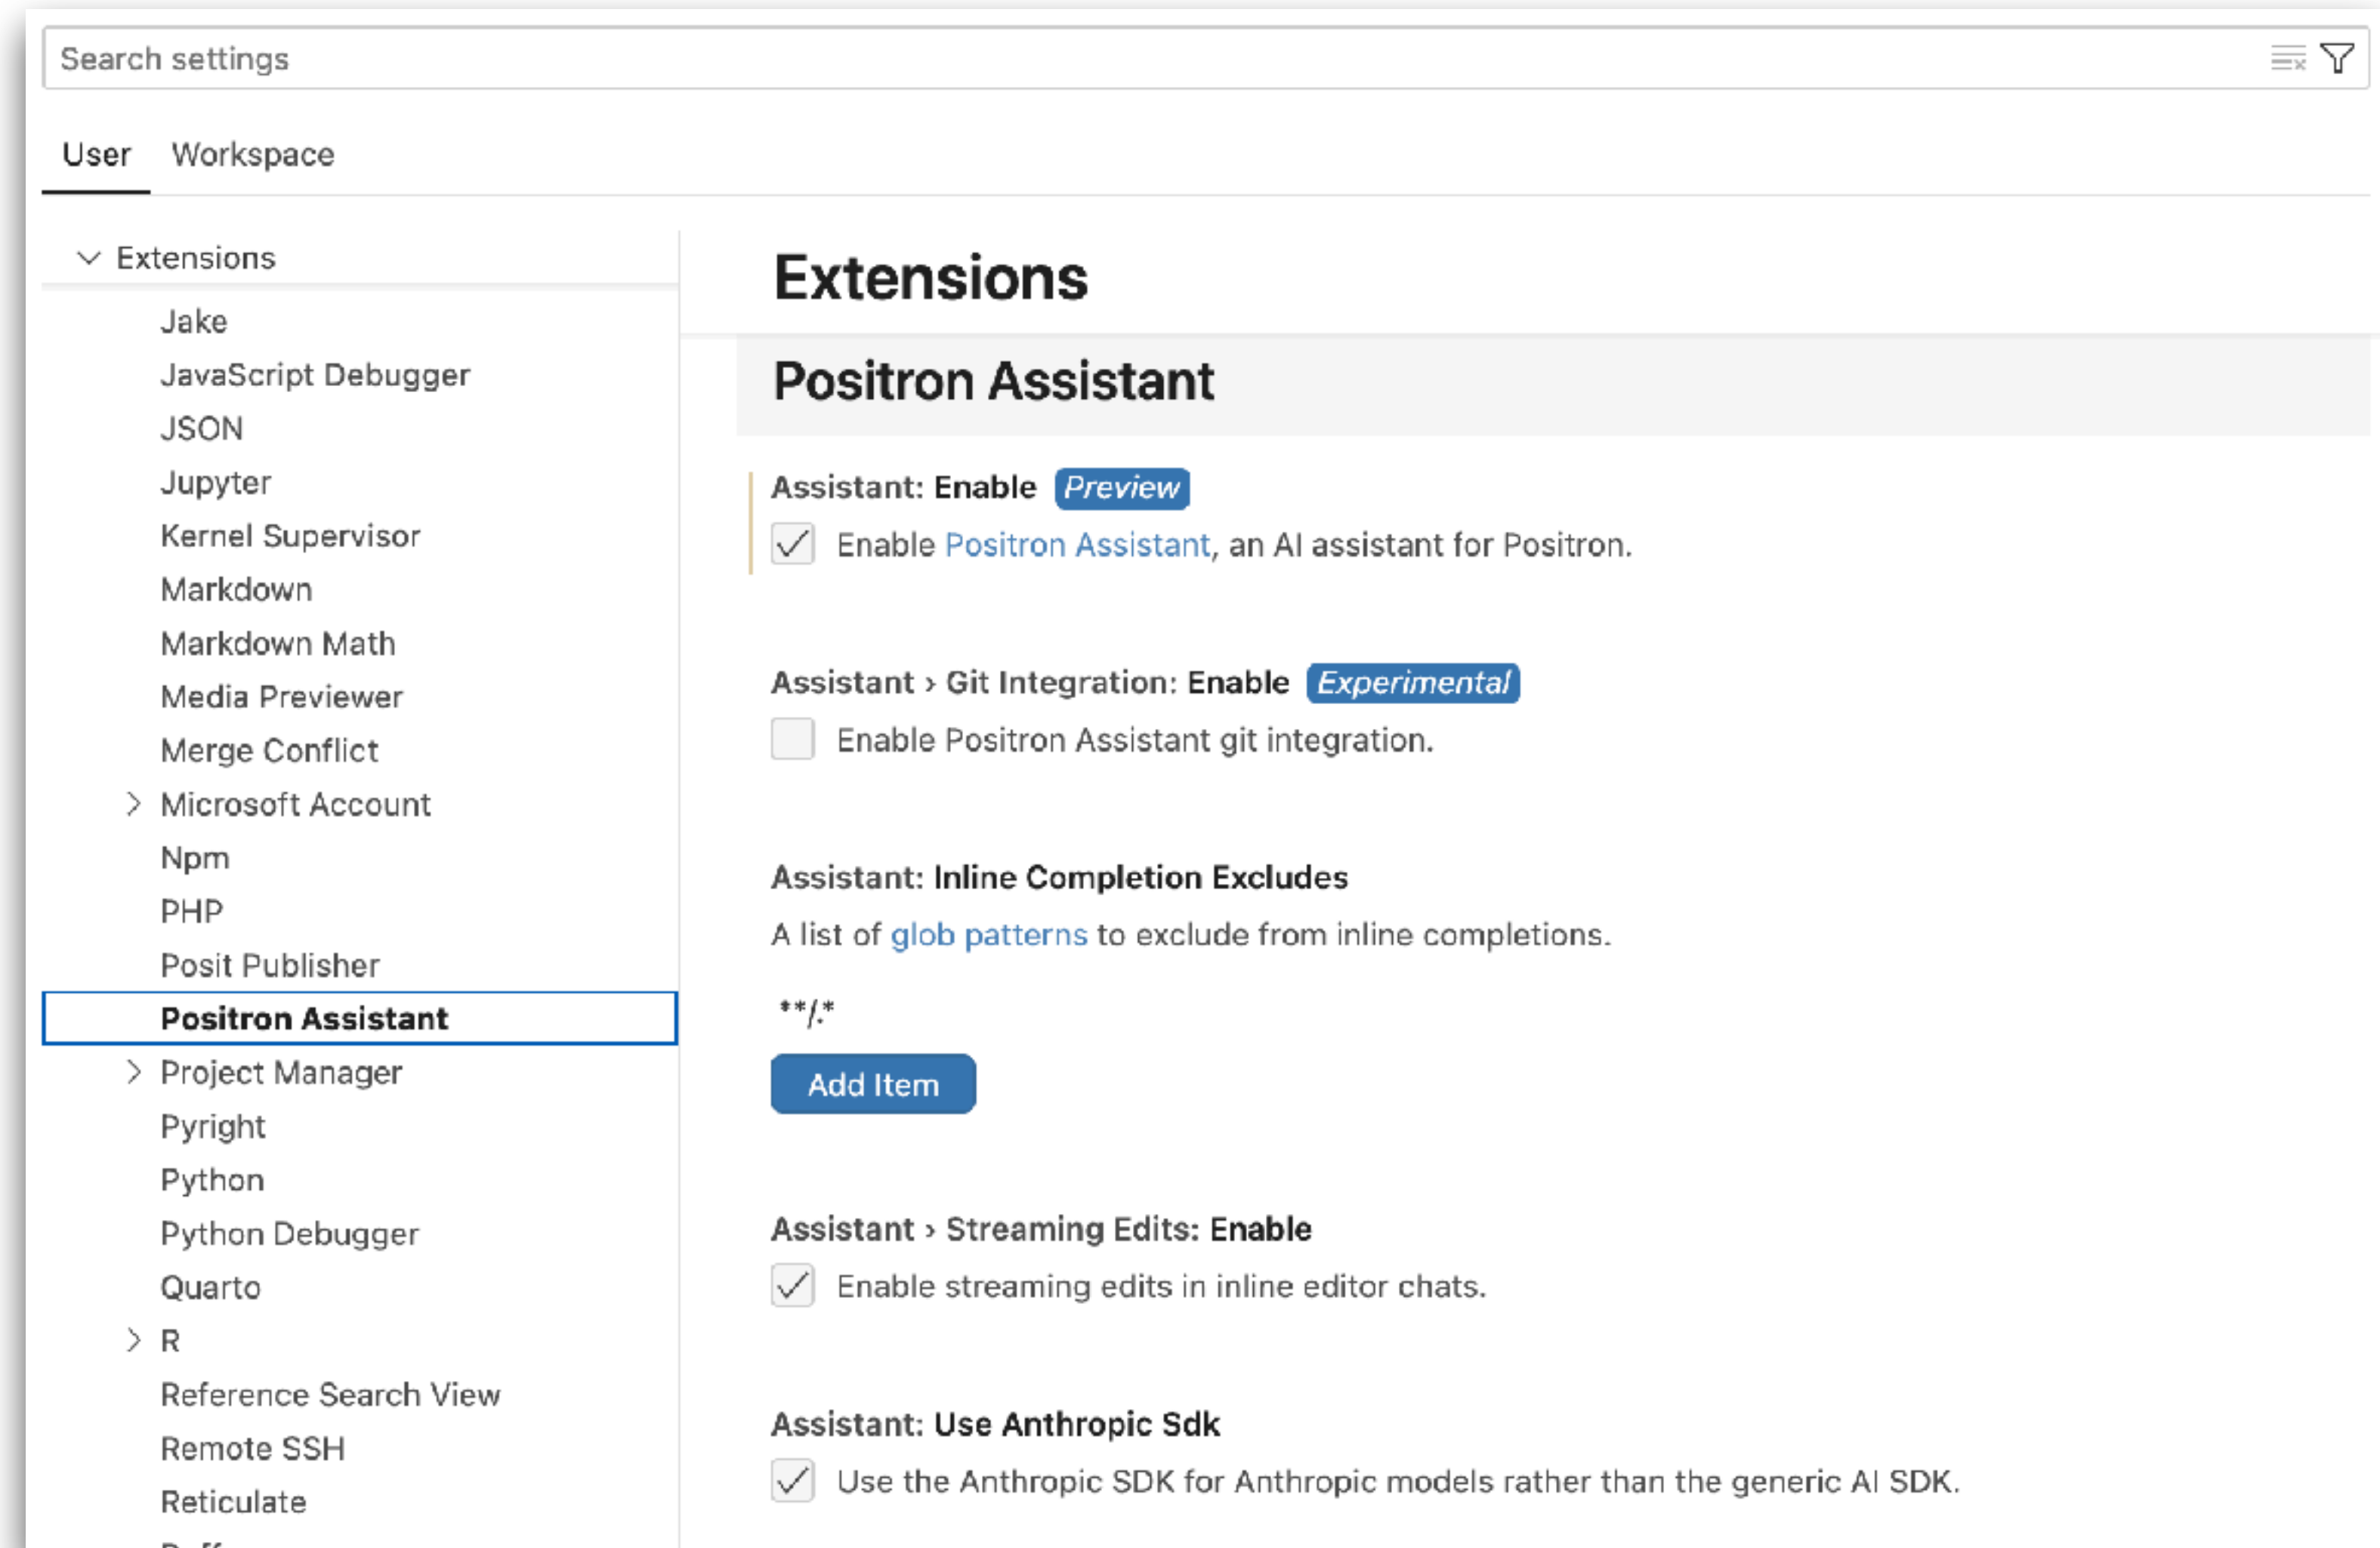 Search settings
User Workspace
Extensions
Jake
JavaScript Debugger
JSON
Jupyter
Kernel Supervisor
Markdown
Markdown Math
Media Previewer
Merge Conflict
Microsoft Account
Npm
PHP
Posit Publisher
Positron Assistant
Project Manager
Pyright
Python
Python Debugger
Quarto
R
Reference Search View
Remote SSH
Reticulate
Extensions
Positron Assistant
Assistant: Enable Preview
Enable Positron Assistant, an AI assistant for Positron.
Assistant › Git Integration: Enable Experimental
Enable Positron Assistant git integration.
Assistant: Inline Completion Excludes
A list of glob patterns to exclude from inline completions.
**/.*
Add Item
Assistant › Streaming Edits: Enable
Enable streaming edits in inline editor chats.
Assistant: Use Anthropic Sdk
Use the Anthropic SDK for Anthropic models rather than the generic AI SDK.